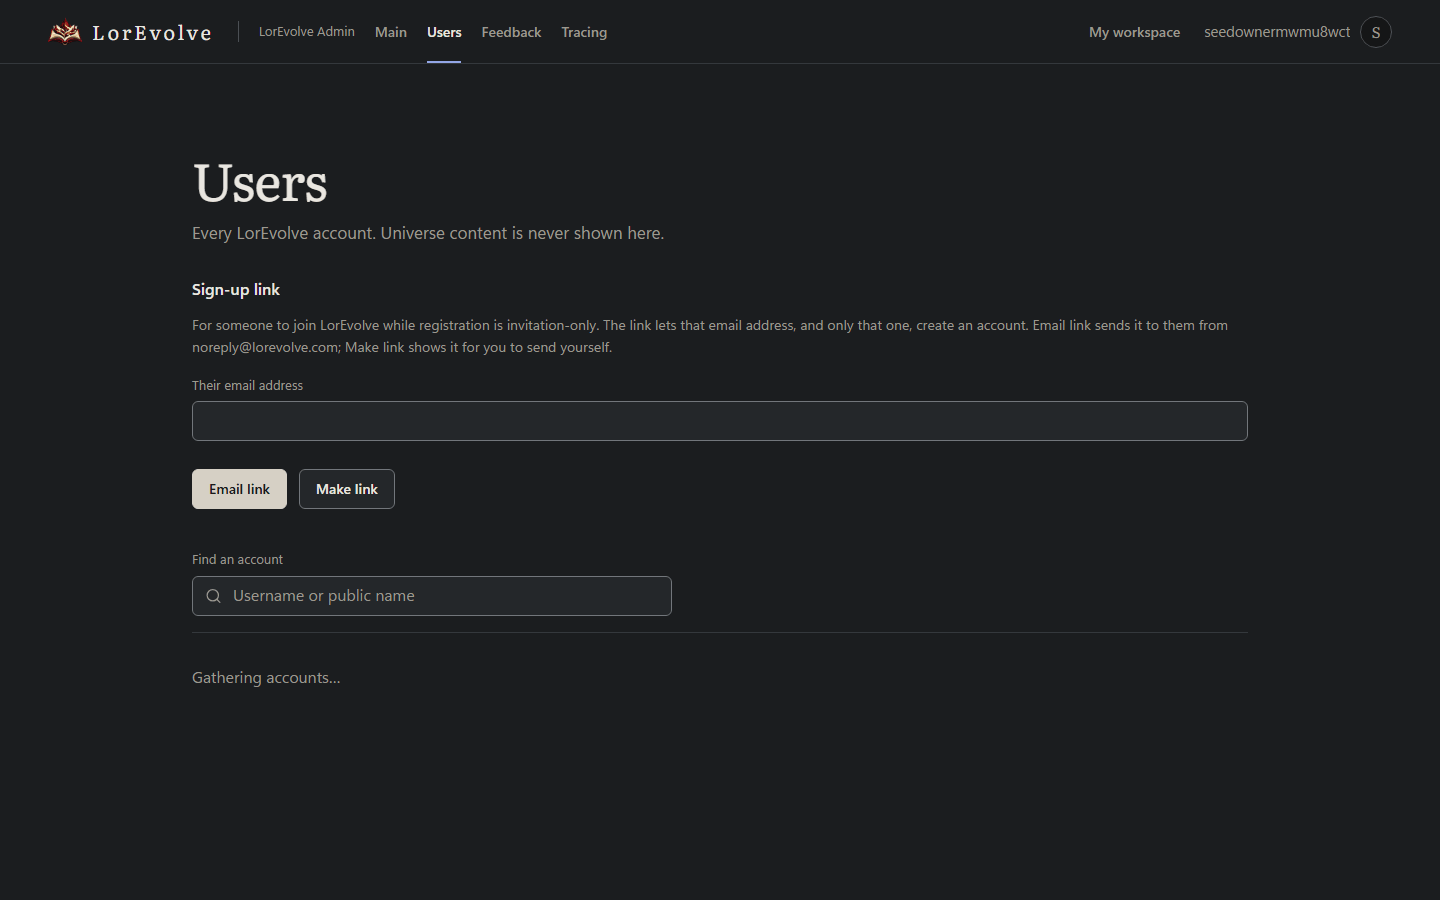 LorEvolve
LorEvolve Admin
Main
Users
Feedback
Tracing
My workspace
seedownermwmu8wct
S
Users
Every LorEvolve account. Universe content is never shown here.
Sign-up link
For someone to join LorEvolve while registration is invitation-only. The link lets that email address, and only that one, create an account. Email link sends it to them from
noreply@lorevolve.com; Make link shows it for you to send yourself.
Their email address
Email link
Make link
Find an account
Username or public name
Gathering accounts...